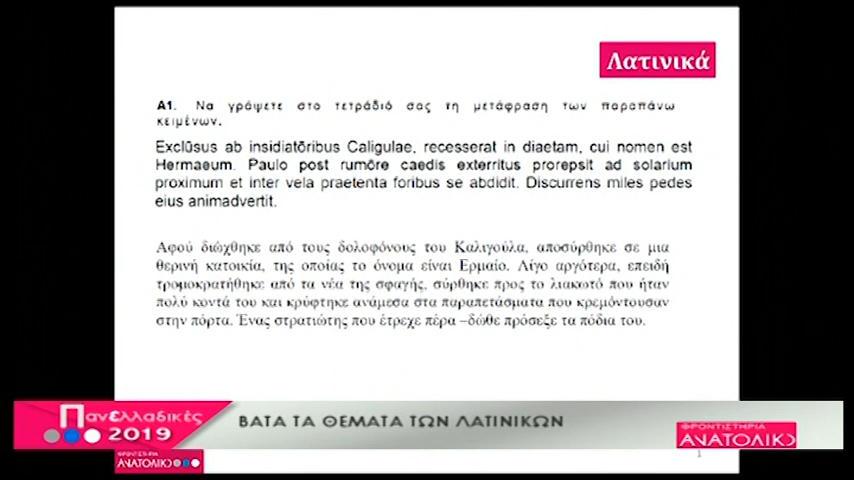 Λατινικά
Α1. Να γράψετε στο τετράδιό σας τη μετάφραση των παραπάνω
κειμένων.
Exclūsus ab insidiatōribus Caligulae, recesserat in diaetam, cui nomen est
Hermaeum. Paulo post rumōre caedis exterritus prorepsit ad solarium
proximum et inter vela praetenta foribus se abdidit. Discurrens miles pedes
eius animadvertit.
Αφού διώχθηκε από τους δολοφόνους του Καλιγούλα, αποσύρθηκε σε μια
θερινή κατοικία, της οποίας το όνομα είναι Ερμαίο. Λίγο αργότερα, επειδή
τρομοκρατήθηκε από τα νέα της σφαγής, σύρθηκε προς το λιακωτό που ήταν
πολύ κοντά του και κρύφτηκε ανάμεσα στα παραπετάσματα που κρεμόντουσαν
στην πόρτα. Ένας στρατιώτης που έτρεχε πέρα –δώθε πρόσεξε τα πόδια του.
Πανελλαδικές
2019
ΒΑΤΑ ΤΑ ΘΕΜΑΤΑ ΤΩΝ ΛΑΤΙΝΙΚΩΝ
ΦΡΟΝΤΙΣΤΗΡΙΑ
ΑΝΑΤΟΛΙΚΟ
ΦΡΟΝΤΙΣΤΗΡΙΑ
ΑΝΑΤΟΛΙΚΟ
1